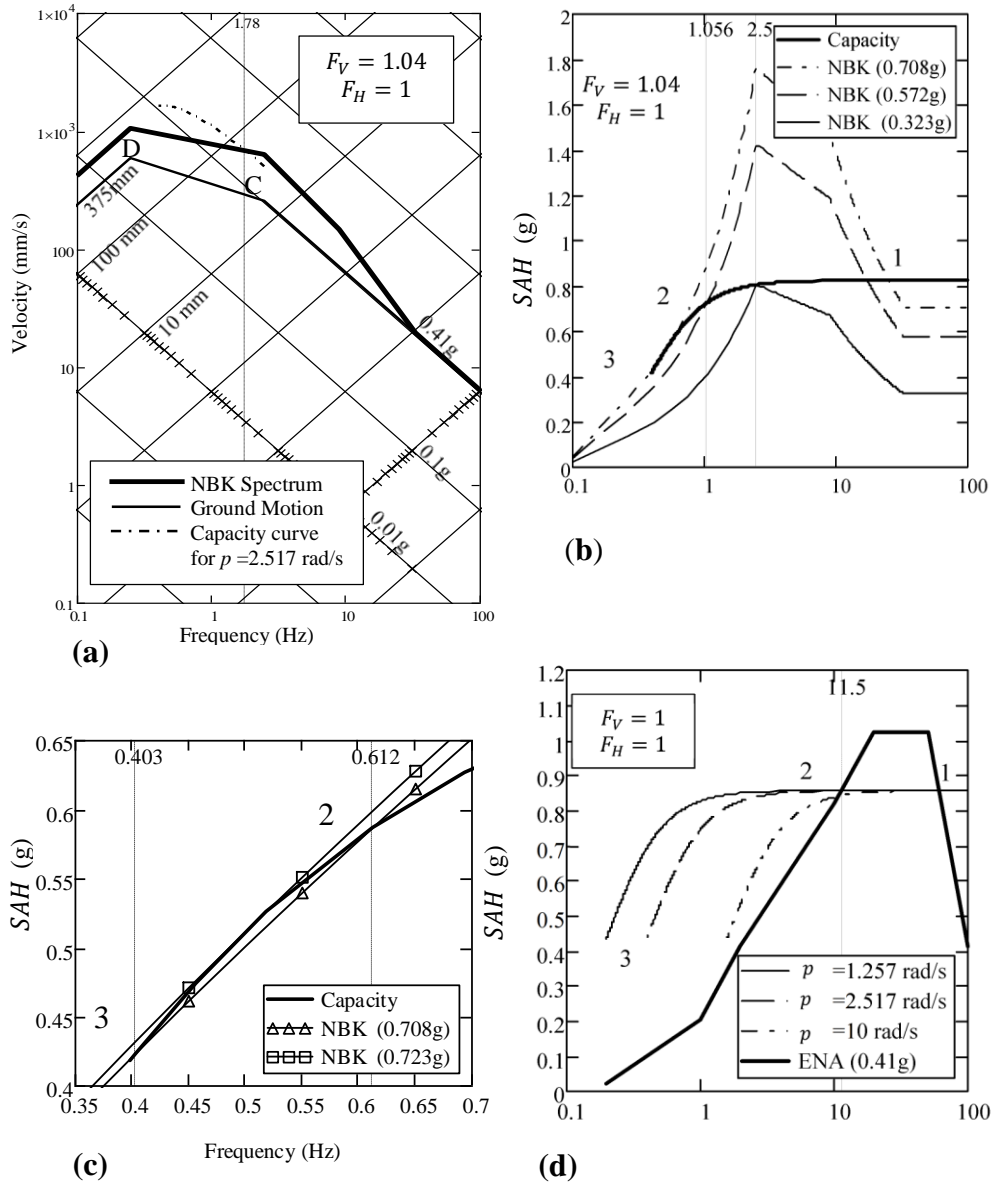 1×10⁴
1.78
F_V = 1.04
F_H = 1
1×10³
D
C
375mm
100 mm
10 mm
0.41g
0.1g
0.01g
100
10
1
0.1
Velocity (mm/s)
NBK Spectrum
Ground Motion
Capacity curve
for p =2.517 rad/s
0.1
1
10
100
Frequency (Hz)
(a)
2
1.8
1.6
1.4
1.2
1
0.8
0.6
0.4
0.2
0
SAH (g)
1.056
2.5
F_V = 1.04
F_H = 1
Capacity
NBK (0.708g)
NBK (0.572g)
NBK (0.323g)
1
2
3
0.1
1
10
100
(b)
0.65
0.6
0.55
0.5
0.45
0.4
SAH (g)
0.403
0.612
2
3
Capacity
NBK (0.708g)
NBK (0.723g)
0.35
0.45
0.55
0.65
0.7
Frequency (Hz)
(c)
1.2
1.1
1
0.9
0.8
0.7
0.6
0.5
0.4
0.3
0.2
0.1
0
SAH (g)
11.5
F_V = 1
F_H = 1
2
1
3
p =1.257 rad/s
p =2.517 rad/s
p =10 rad/s
ENA (0.41g)
0.1
1
10
100
(d)